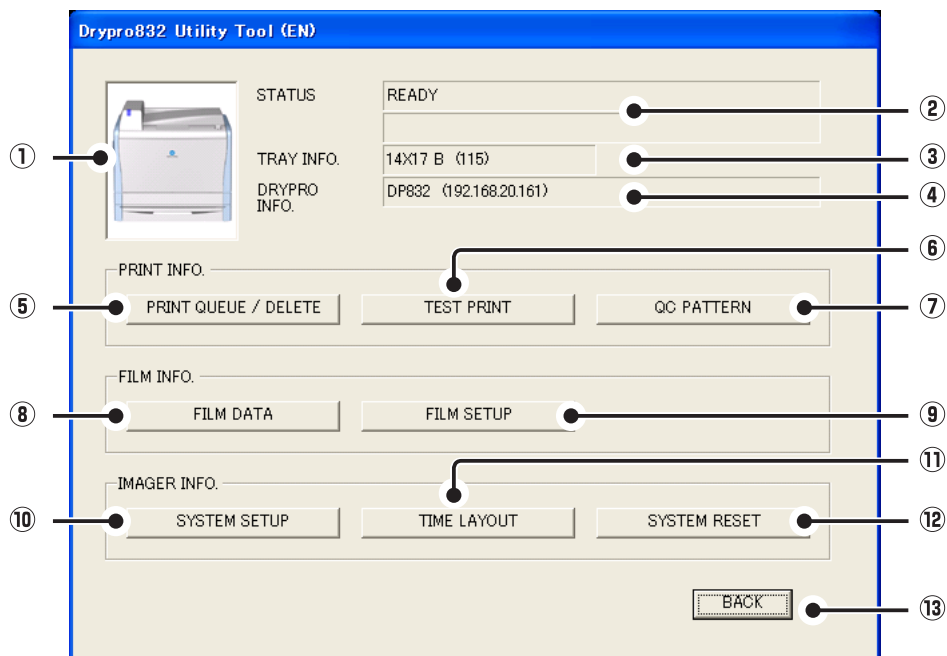 Drypro832 Utility Tool (EN)
STATUS READY ②
① TRAY INFO. 14X17 B (115) ③
DRYPRO INFO. DP832 (192.168.20.161) ④
⑥
PRINT INFO.
⑤ PRINT QUEUE / DELETE TEST PRINT QC PATTERN ⑦
FILM INFO.
⑧ FILM DATA FILM SETUP ⑨
⑪
IMAGER INFO.
⑩ SYSTEM SETUP TIME LAYOUT SYSTEM RESET ⑫
BACK ⑬